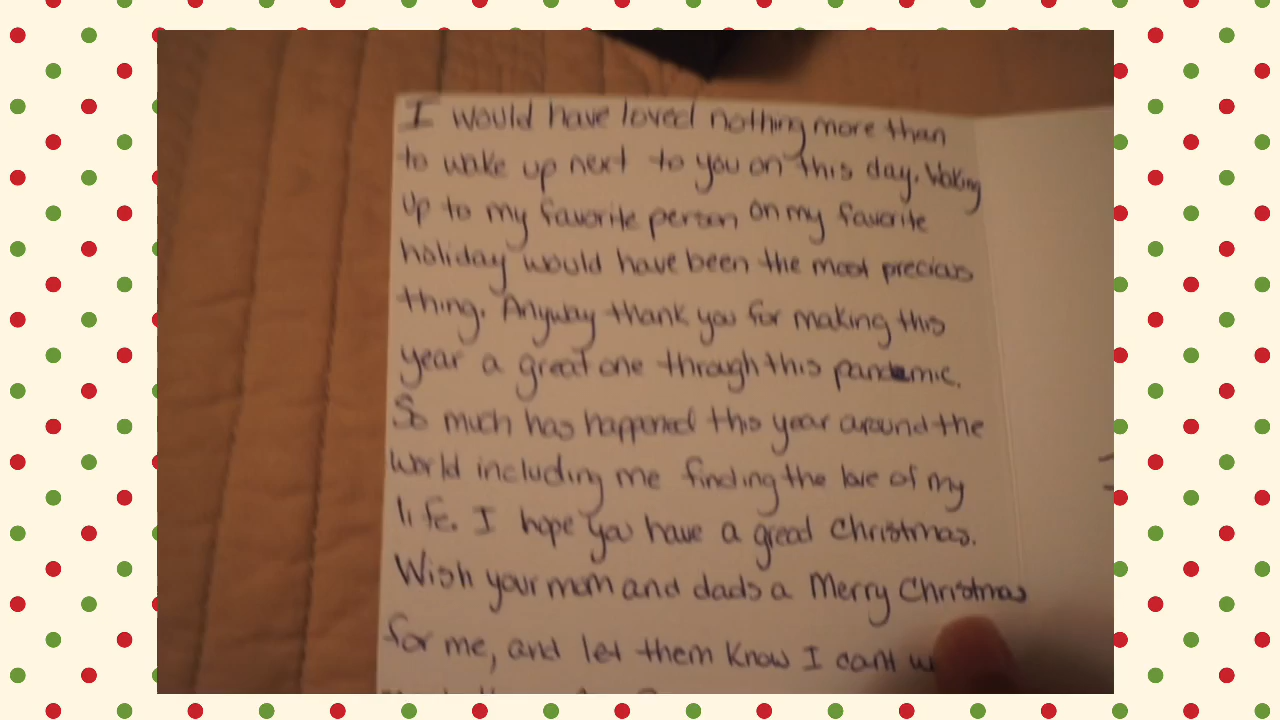 I would have loved nothing more than
to wake up next to you on this day. Waking
up to my favorite person on my favorite
holiday would have been the most precious
thing. Anyway thank you for making this
year a great one through this pandemic.
So much has happened this year around the
world including me finding the love of my
life. I hope you have a great Christmas.
Wish your mom and dads a Merry Christmas
for me, and let them know I cant